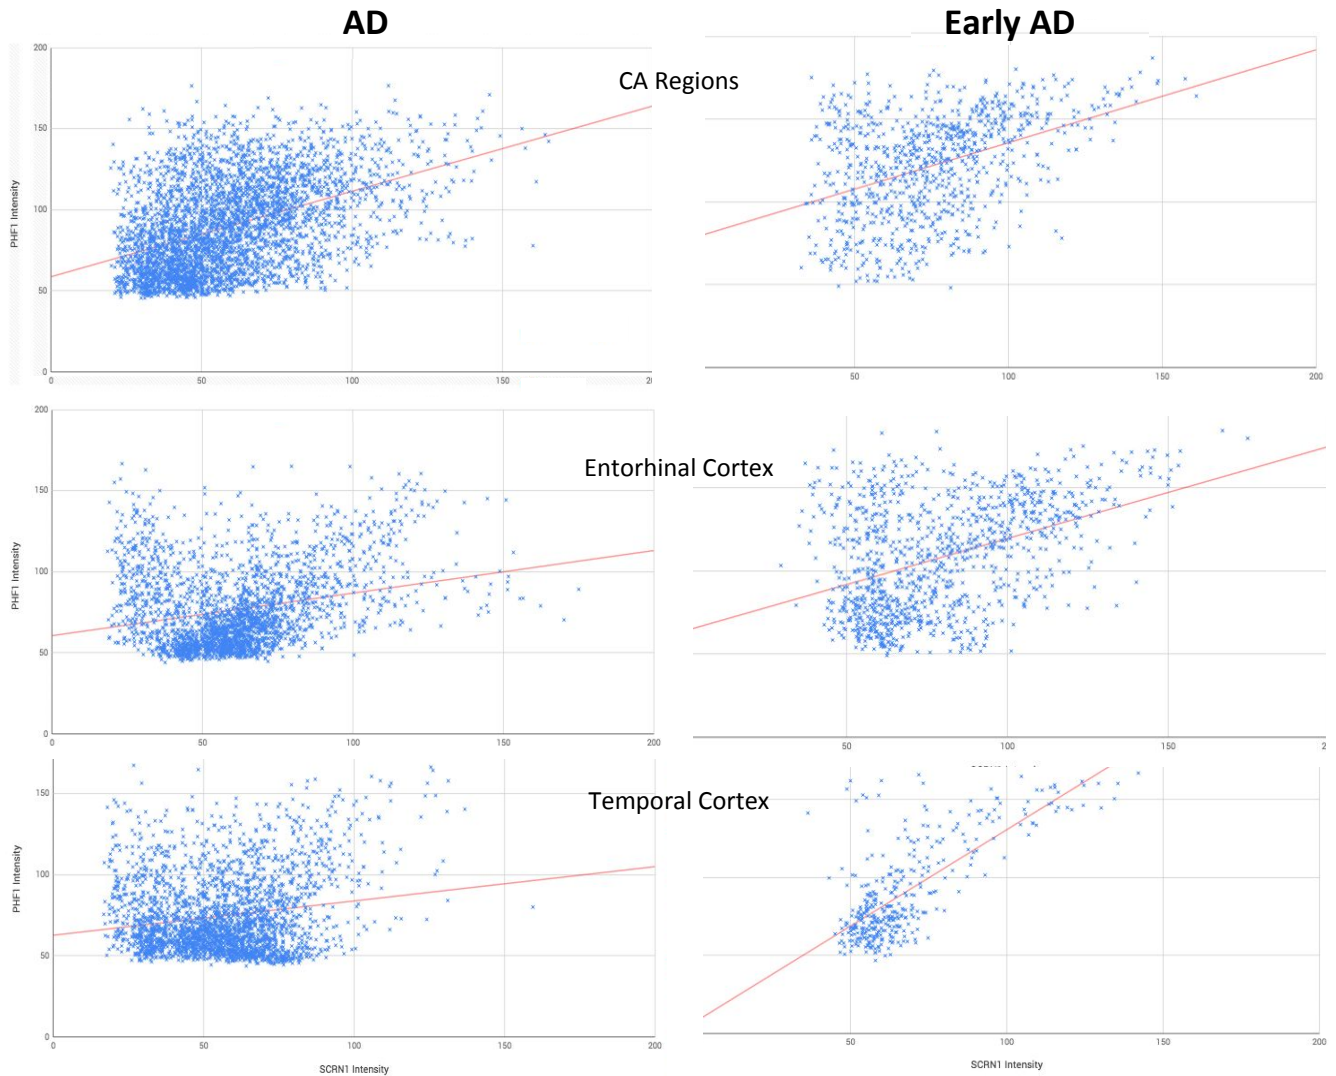 AD
Early AD
CA Regions
200
150
100
50
0
PHF1 Intensity
0 50 100 150
50 100 150 200
Entorhinal Cortex
200
150
100
50
0
PHF1 Intensity
0 50 100 150 200
50 100 150
Temporal Cortex
150
100
50
0
PHF1 Intensity
0 50 100 150 200
SCRN1 Intensity
50 100 150 200
SCRN1 Intensity